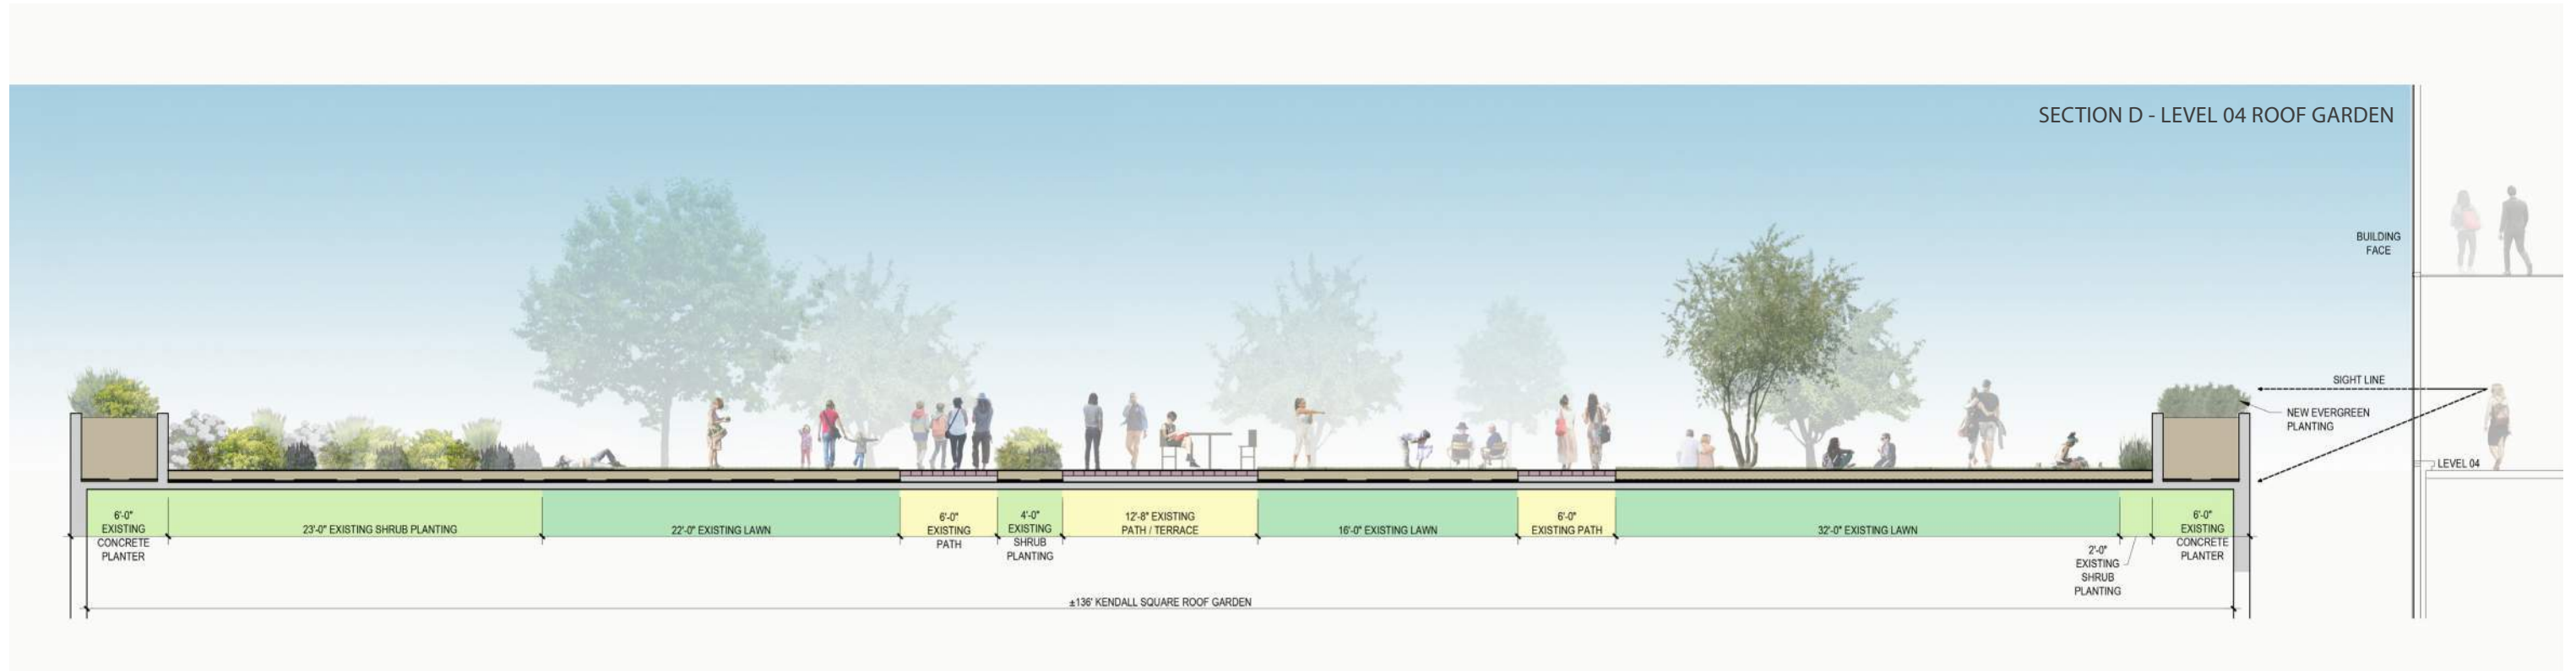 SECTION D - LEVEL 04 ROOF GARDEN
BUILDING
FACE
SIGHT LINE
NEW EVERGREEN
PLANTING
LEVEL 04
6'-0"
EXISTING
CONCRETE
PLANTER
23'-0" EXISTING SHRUB PLANTING
22'-0" EXISTING LAWN
6'-0"
EXISTING
PATH
4'-0"
EXISTING
SHRUB
PLANTING
12'-8" EXISTING
PATH / TERRACE
16'-0" EXISTING LAWN
6'-0"
EXISTING PATH
32'-0" EXISTING LAWN
2'-0"
EXISTING
SHRUB
PLANTING
6'-0"
EXISTING
CONCRETE
PLANTER
±136' KENDALL SQUARE ROOF GARDEN